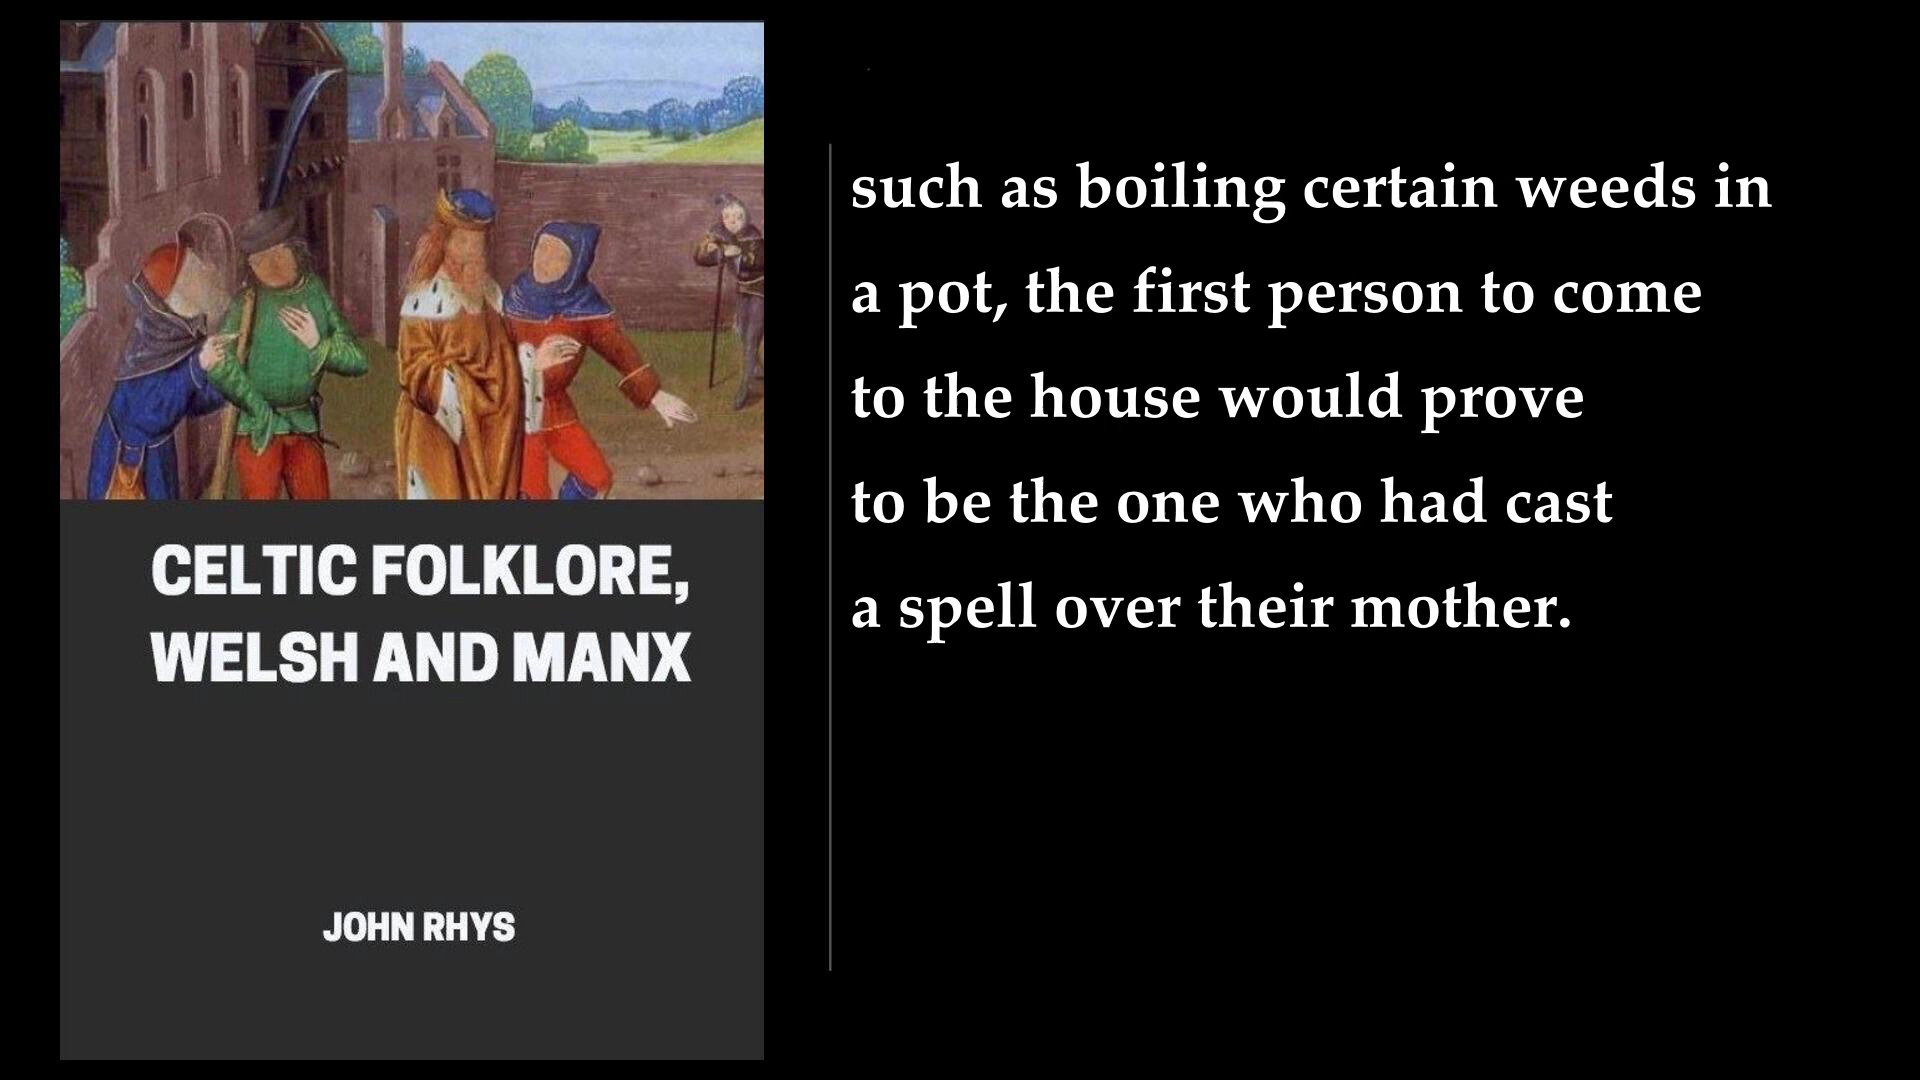 CELTIC FOLKLORE,
WELSH AND MANX
JOHN RHYS
such as boiling certain weeds in
a pot, the first person to come
to the house would prove
to be the one who had cast
a spell over their mother.